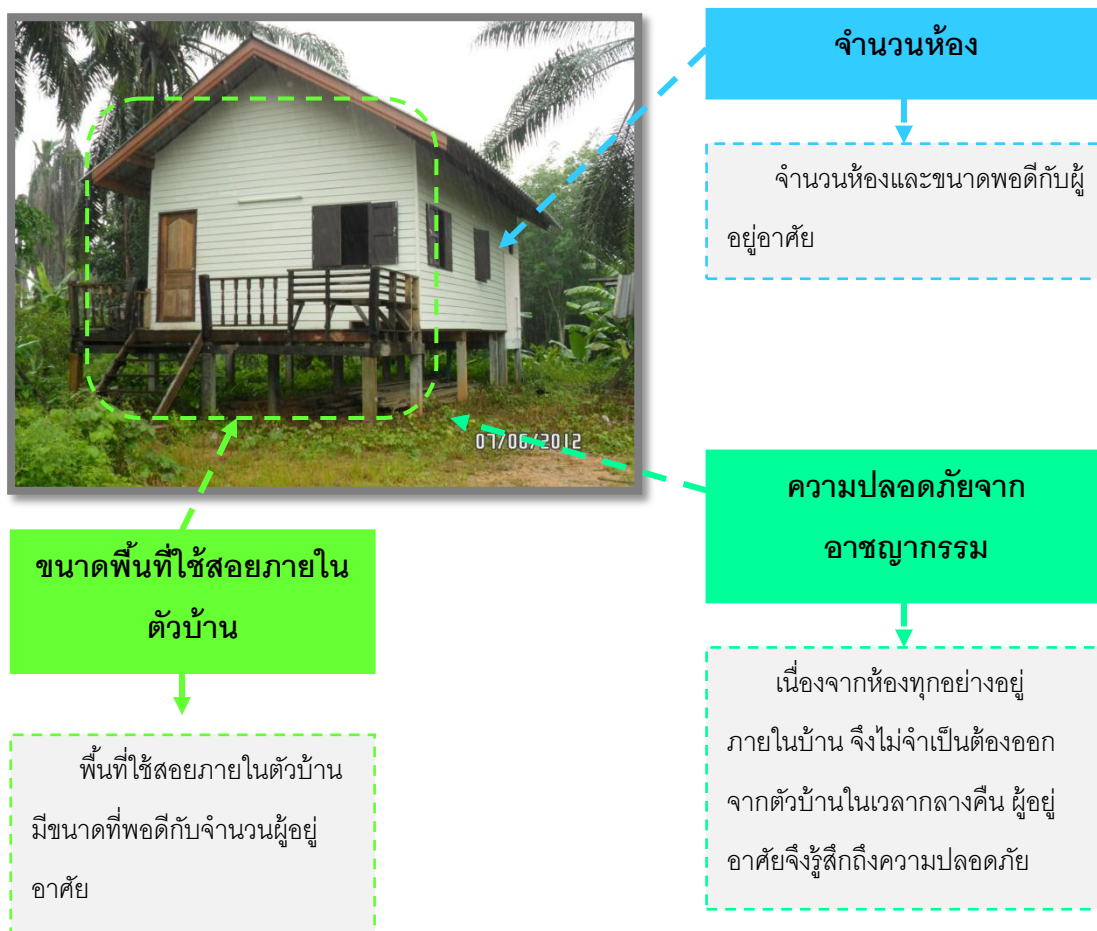 จำนวนห้อง
จำนวนห้องและขนาดพอดีกับผู้
อยู่อาศัย
07/06/2012
ความปลอดภัยจาก
อาชญากรรม
เนื่องจากห้องทุกอย่างอยู่
ภายในบ้าน จึงไม่จำเป็นต้องออก
จากตัวบ้านในเวลากลางคืน ผู้อยู่
อาศัยจึงรู้สึกถึงความปลอดภัย
ขนาดพื้นที่ใช้สอยภายใน
ตัวบ้าน
พื้นที่ใช้สอยภายในตัวบ้าน
มีขนาดที่พอดีกับจำนวนผู้อยู่
อาศัย